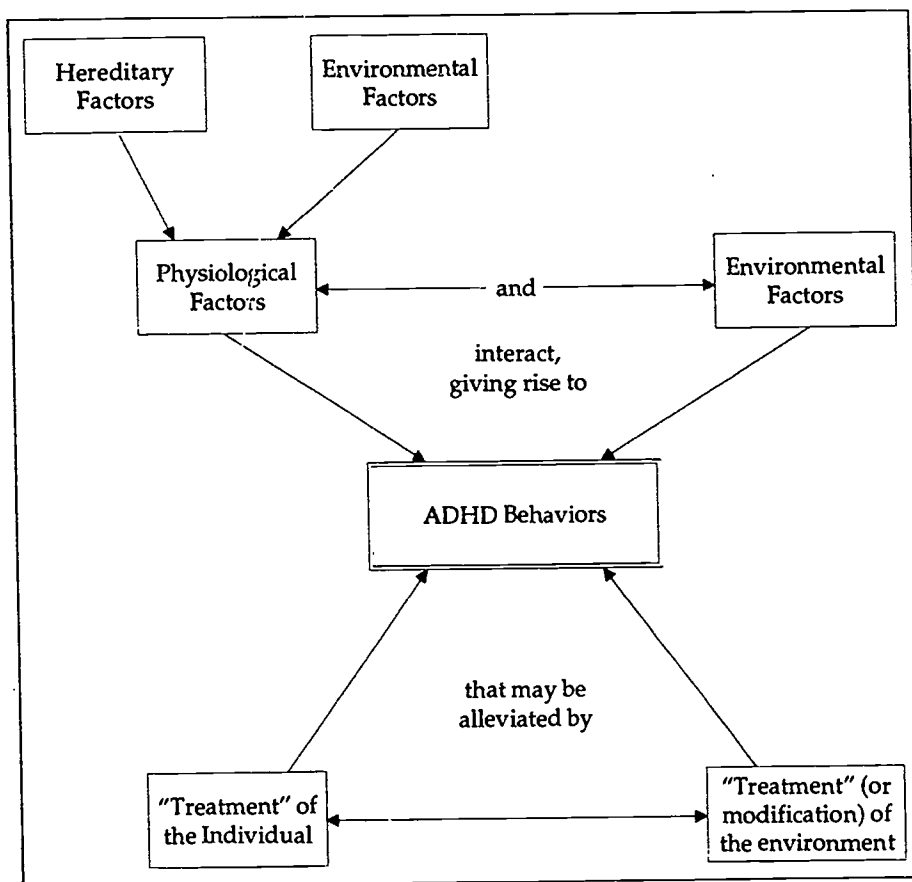 Hereditary
Factors
Environmental
Factors
Physiological
Factors
and
Environmental
Factors
interact,
giving rise to
ADHD Behaviors
that may be
alleviated by
"Treatment" of
the Individual
"Treatment" (or
modification) of
the environment